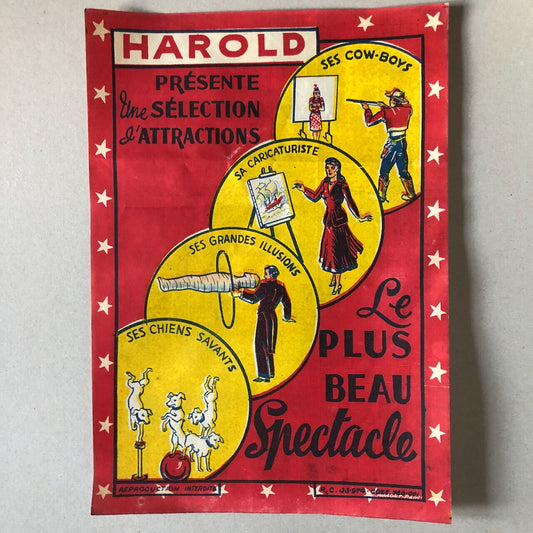 HAROLD
PRÉSENTE
Une SÉLECTION
d'ATTRACTIONS
SES COW-BOYS
SA CARICATURISTE
SES GRANDES ILLUSIONS
SES CHIENS SAVANTS
Le
PLUS
BEAU
Spectacle
REPRODUCTION INTERDITE
R.C.